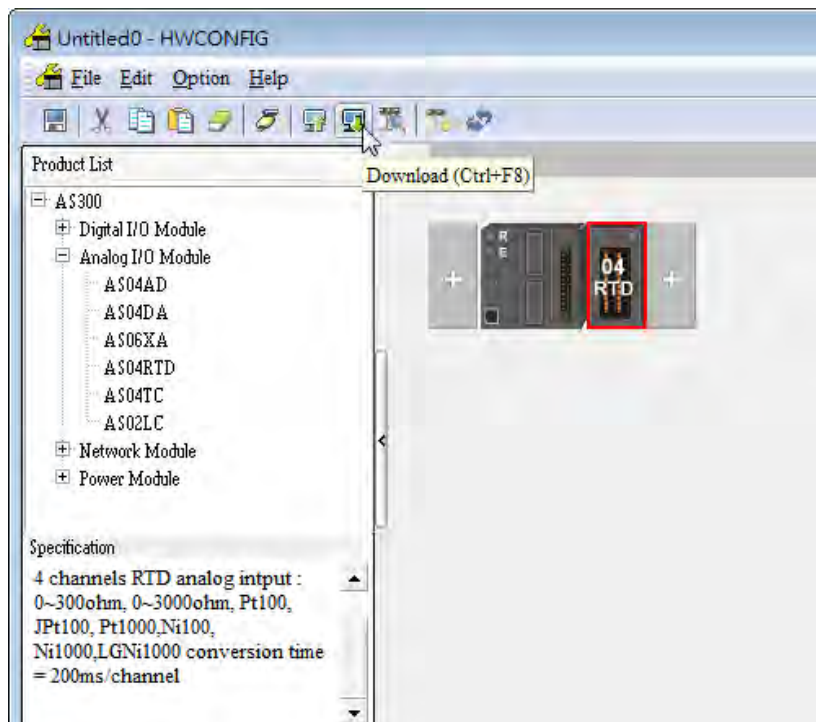 Untitled0 - HWCONFIG
File Edit Option Help
Product List
Download (Ctrl+F8)
AS300
Digital I/O Module
Analog I/O Module
AS04AD
AS04DA
AS06XA
AS04RTD
AS04TC
AS02LC
Network Module
Power Module
R
E
04
RTD
Specification
4 channels RTD analog intput :
0~300ohm, 0~3000ohm, Pt100,
JPt100, Pt1000,Ni100,
Ni1000,LGNi1000 conversion time
= 200ms/channel